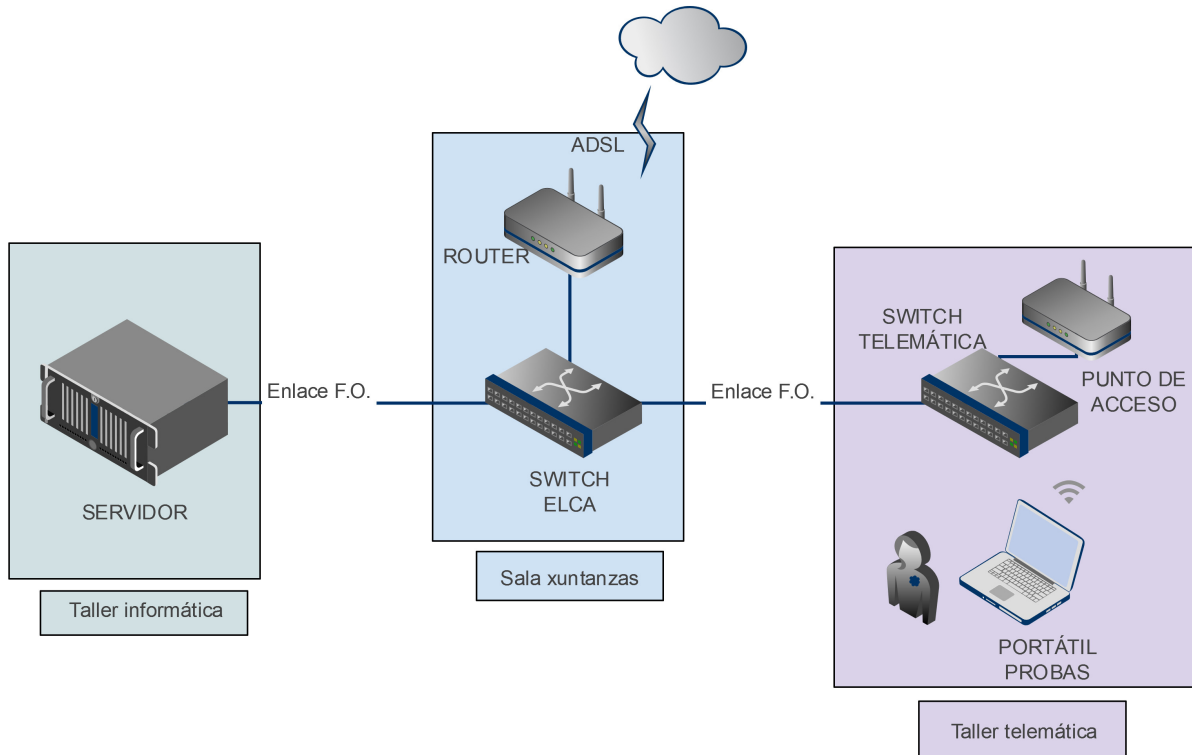 ADSL
ROUTER
SWITCH
TELEMÁTICA
PUNTO DE
ACCESO
Enlace F.O.
Enlace F.O.
SERVIDOR
SWITCH
ELCA
PORTÁTIL
PROBAS
Taller informática
Sala xuntanzas
Taller telemática